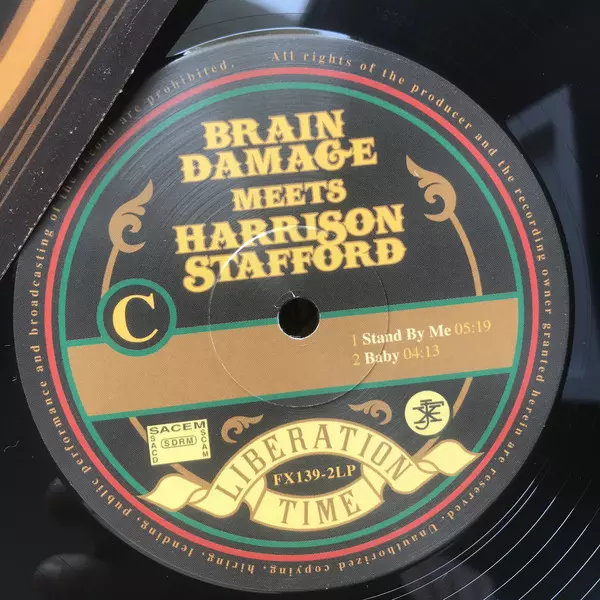 BRAIN
DAMAGE
MEETS
HARRISON
STAFFORD
C
1 Stand By Me 05:19
2 Baby 04:13
SACEM
SACD
SDRM
SCAM
LIBERATION
FX139-2LP
TIME
All rights of the producer and the recording owner granted herein are reserved. Unauthorized copying, hiring, lending, public performance and broadcasting of the record are prohibited.